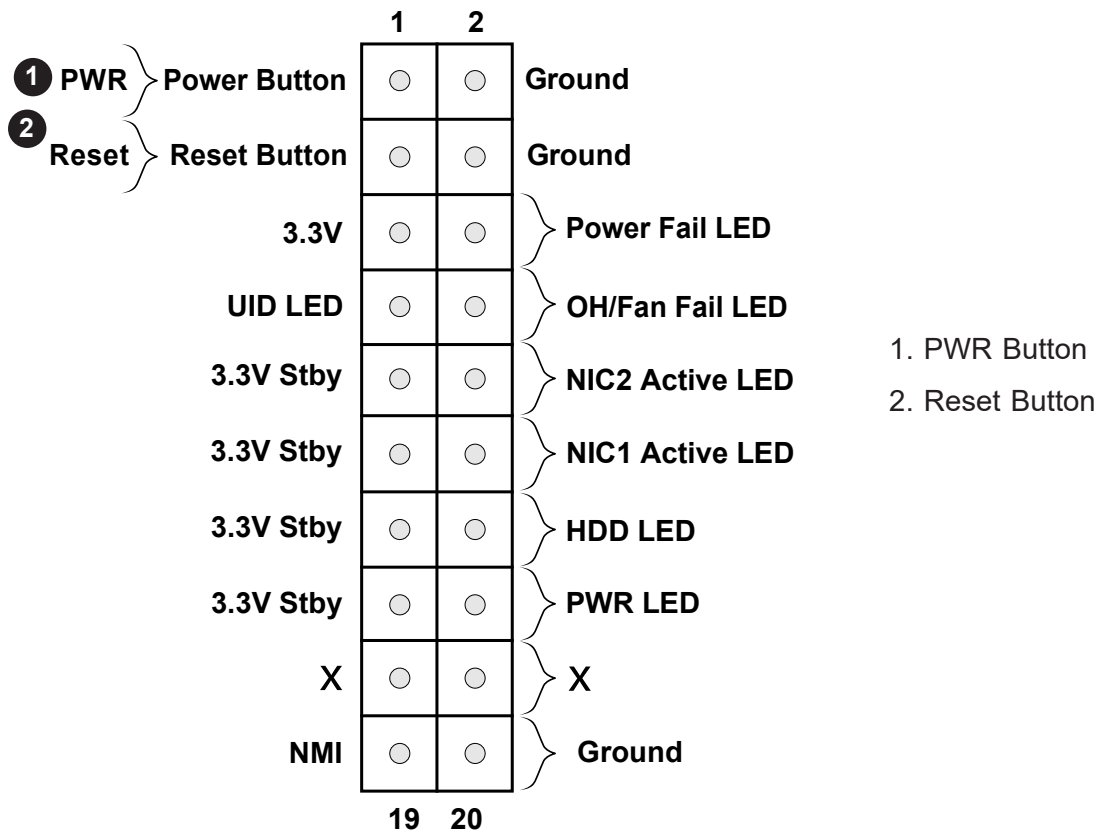 1 2
1 PWR Power Button Ground
2 Reset Reset Button Ground
3.3V Power Fail LED
UID LED OH/Fan Fail LED
3.3V Stby NIC2 Active LED
3.3V Stby NIC1 Active LED
3.3V Stby HDD LED
3.3V Stby PWR LED
X X
NMI Ground
19 20
1. PWR Button
2. Reset Button